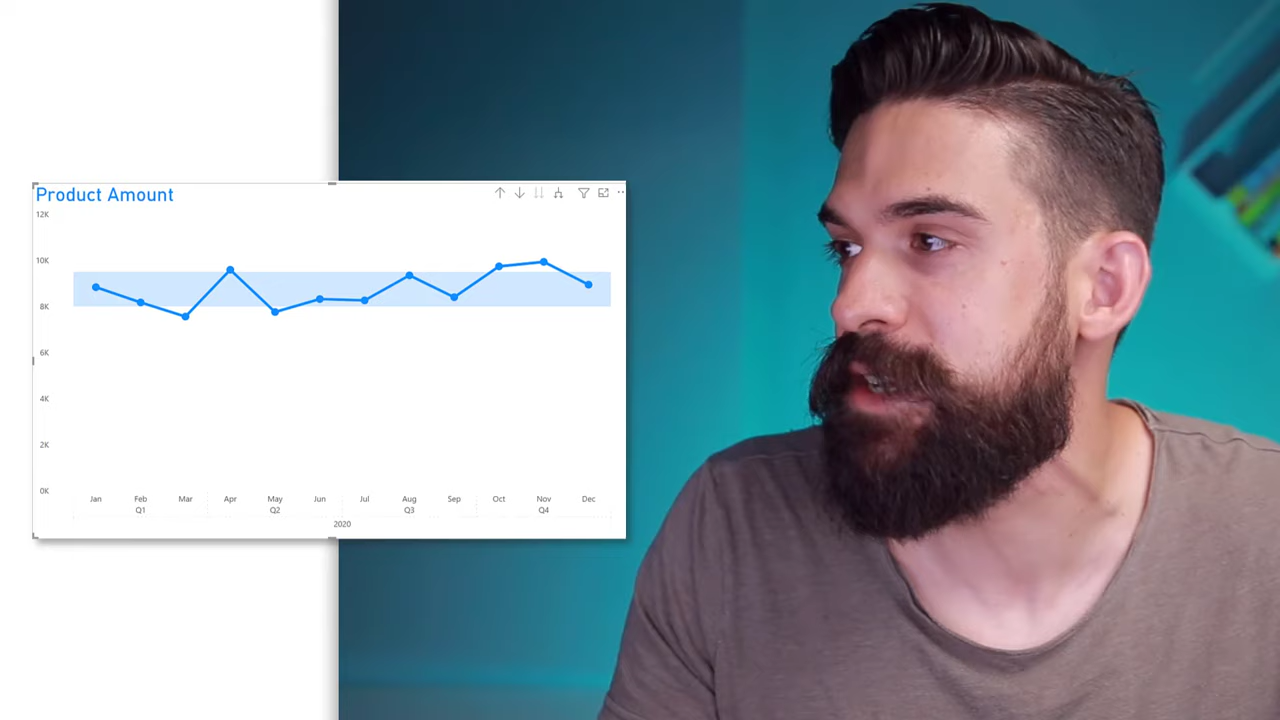 Product Amount
12K
10K
8K
6K
4K
2K
0K
Jan Feb Mar Apr May Jun Jul Aug Sep Oct Nov Dec
Q1 Q2 Q3 Q4
2020